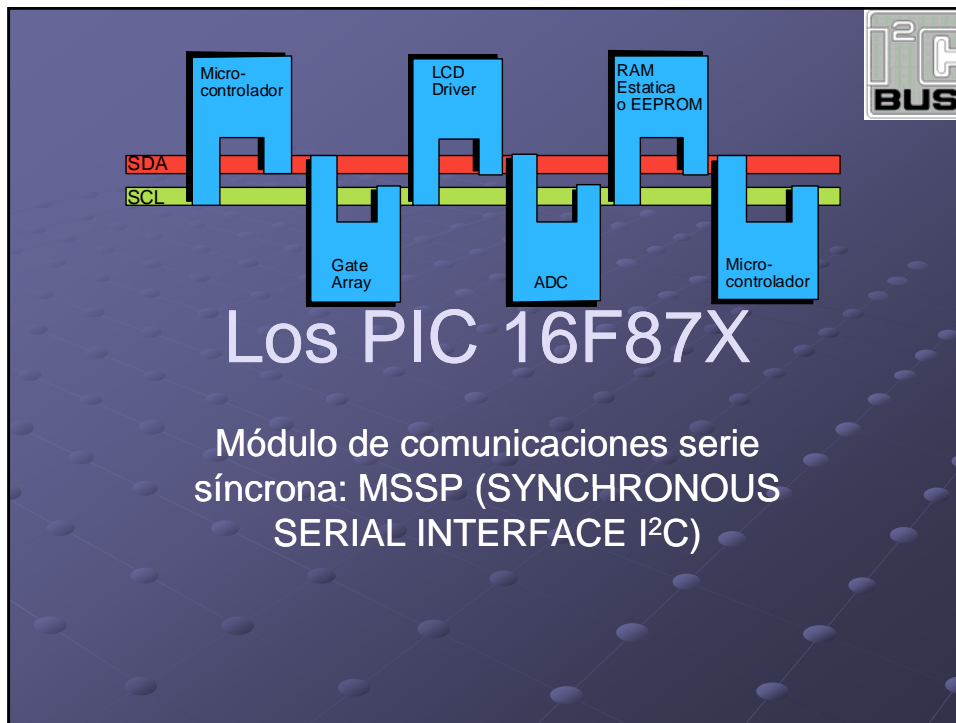 Micro-
controlador
LCD
Driver
RAM
Estatica
o EEPROM
I²C
BUS
SDA
SCL
Gate
Array
ADC
Micro-
controlador
Los PIC 16F87X
Módulo de comunicaciones serie
síncrona: MSSP (SYNCHRONOUS
SERIAL INTERFACE I²C)